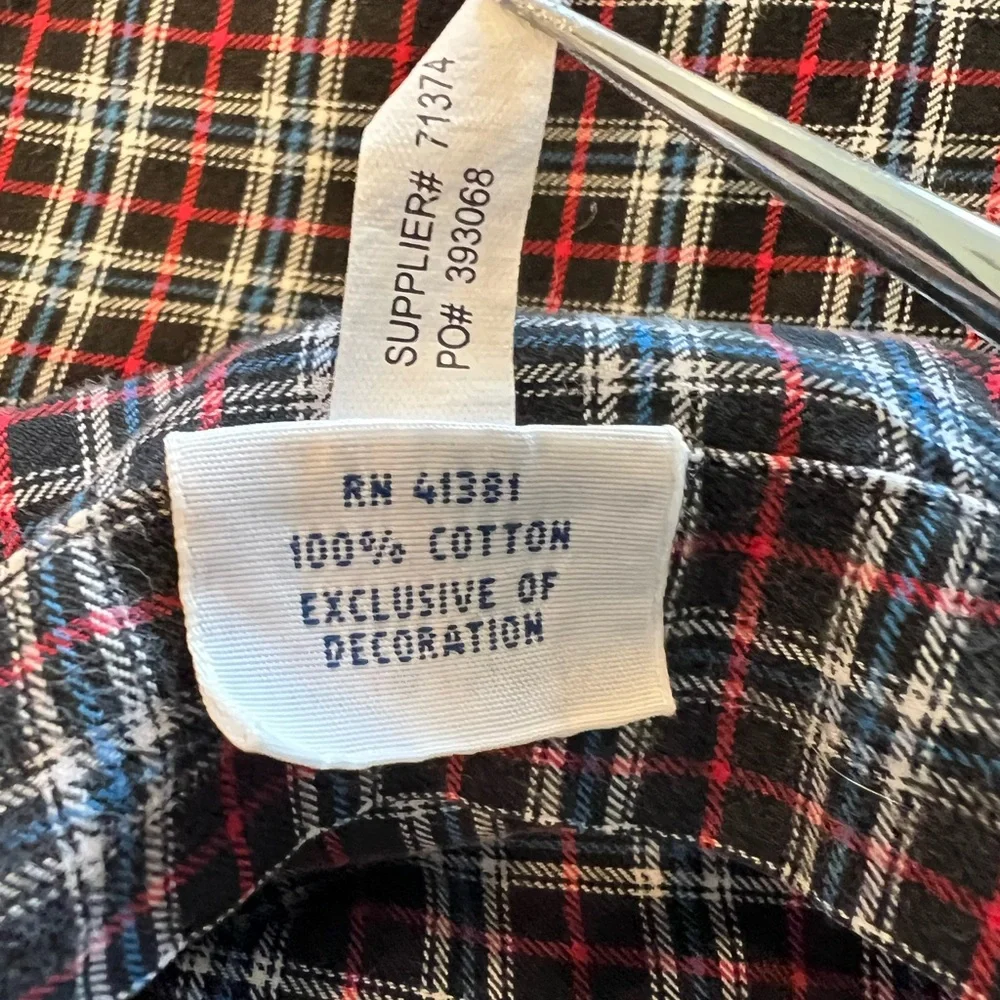 SUPPLIER# 71374
PO# 393068
RN 41381
100% COTTON
EXCLUSIVE OF
DECORATION